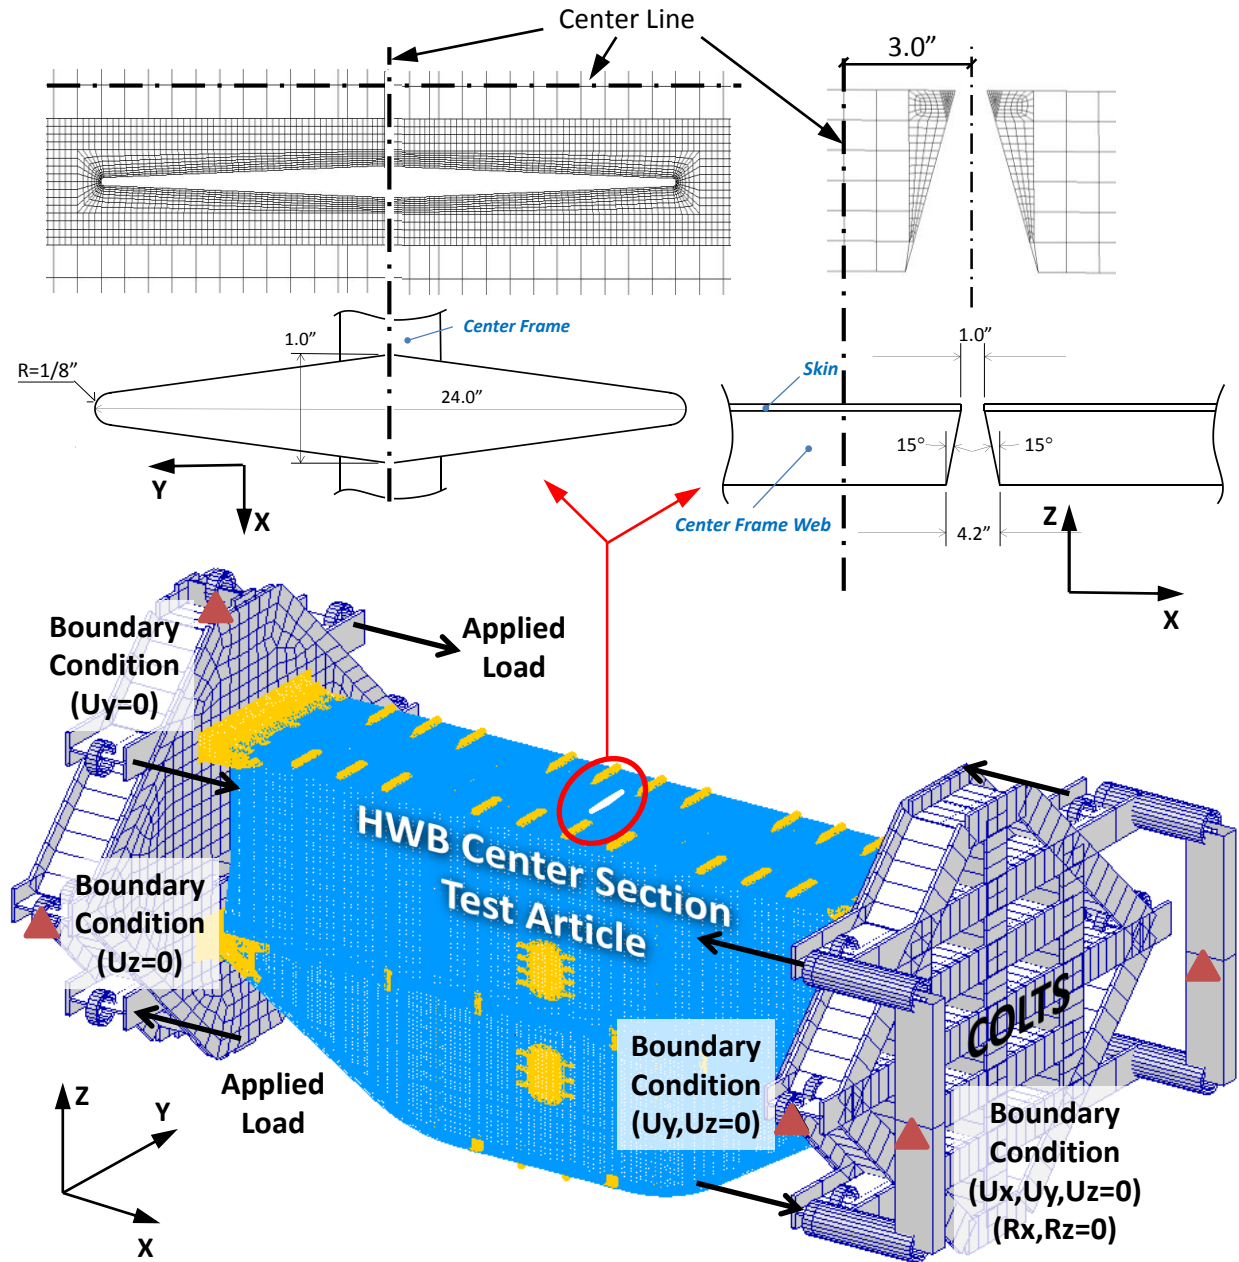 Center Line
3.0”
Center Frame
1.0”
R=1/8”
24.0”
Y
X
1.0”
Skin
15°
15°
Center Frame Web
4.2”
Z
X
Boundary
Condition
(Uy=0)
Applied
Load
HWB Center Section
Test Article
Boundary
Condition
(Uz=0)
COLTS
Applied
Load
Boundary
Condition
(Uy,Uz=0)
Boundary
Condition
(Ux,Uy,Uz=0)
(Rx,Rz=0)
Z
Y
X